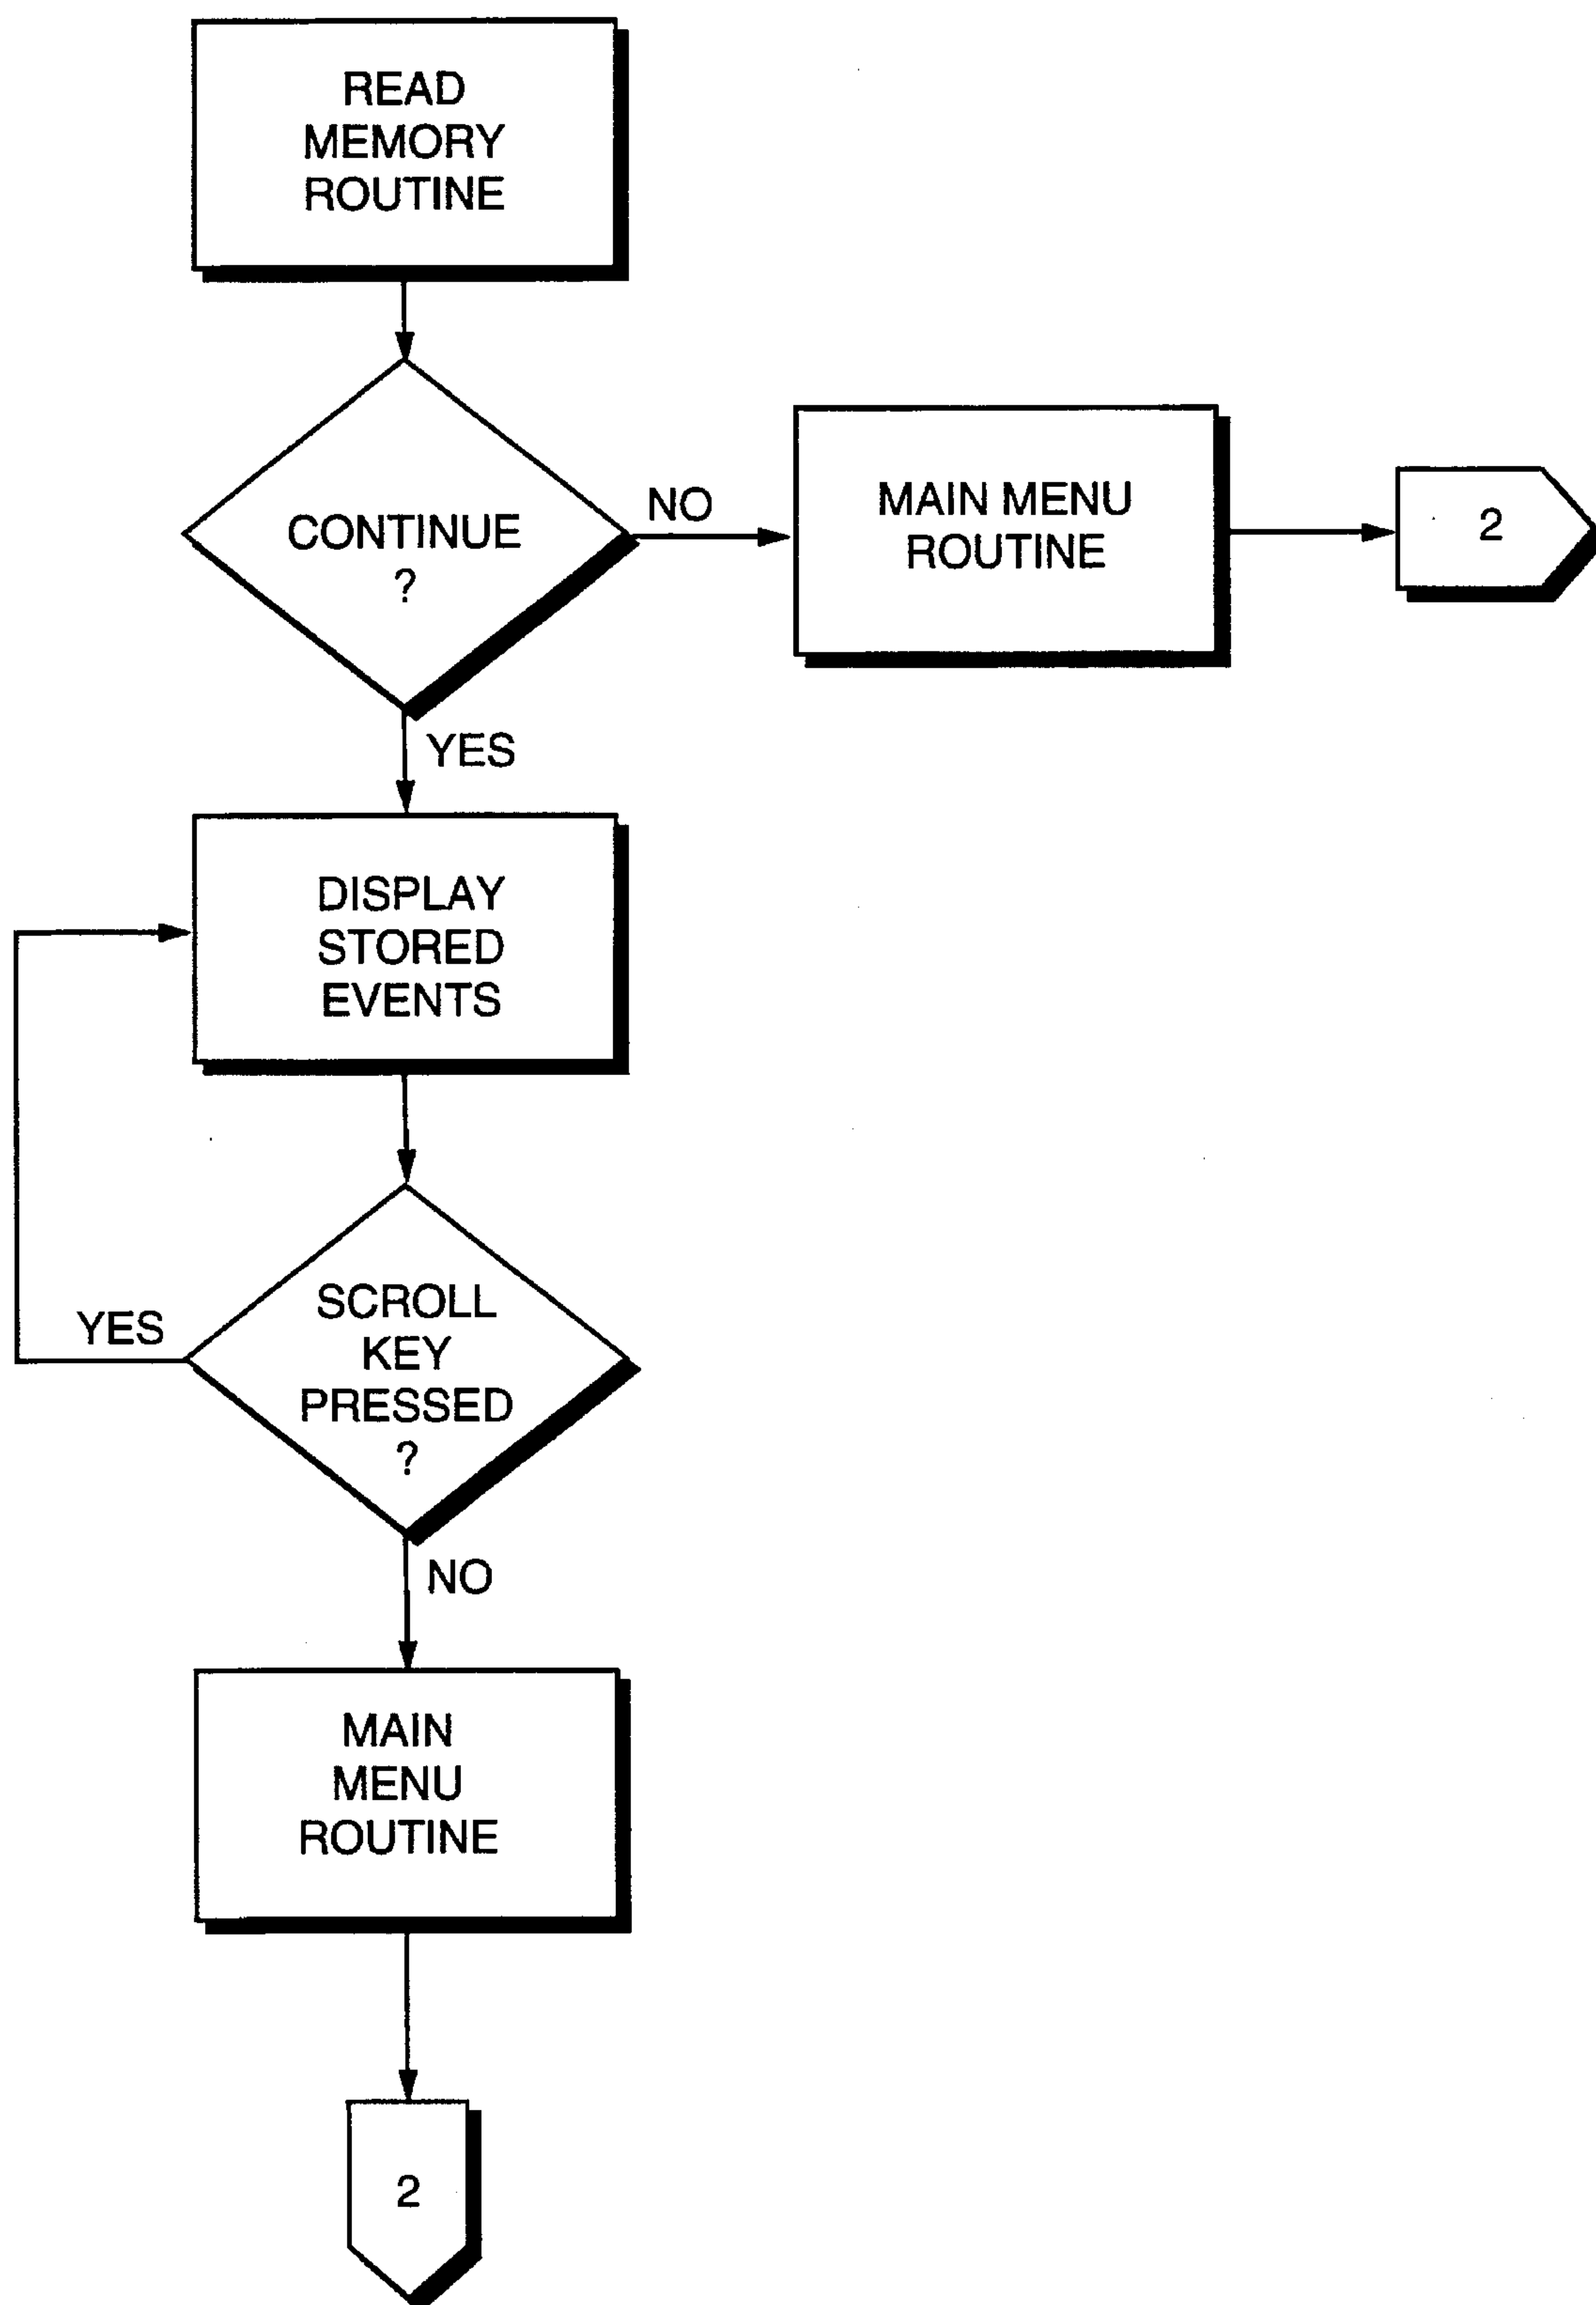 READ
MEMORY
ROUTINE
CONTINUE
?
NO
MAIN MENU
ROUTINE
2
YES
DISPLAY
STORED
EVENTS
SCROLL
KEY
PRESSED
?
YES
NO
MAIN
MENU
ROUTINE
2